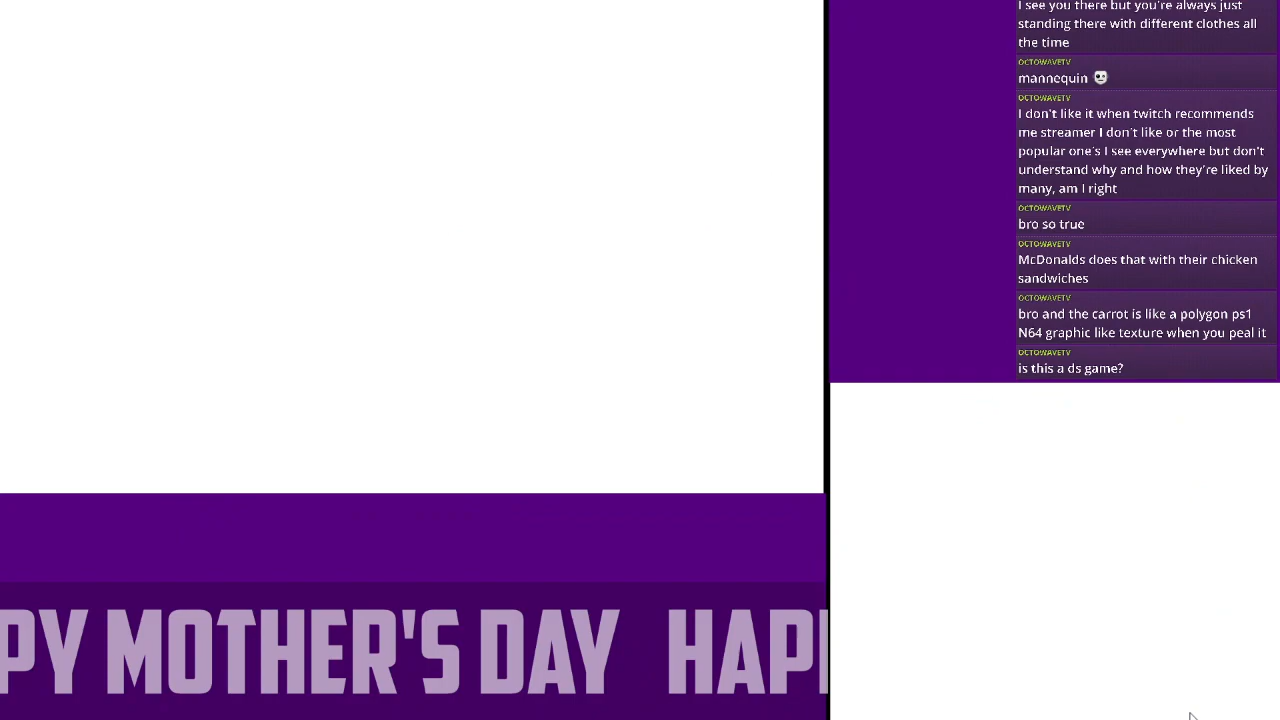 I see you there but you're always just
standing there with different clothes all
the time
OCTOWAVETV
mannequin 💀
OCTOWAVETV
I don't like it when twitch recommends
me streamer I don't like or the most
popular one's I see everywhere but don't
understand why and how they're liked by
many, am I right
OCTOWAVETV
bro so true
OCTOWAVETV
McDonalds does that with their chicken
sandwiches
OCTOWAVETV
bro and the carrot is like a polygon ps1
N64 graphic like texture when you peal it
OCTOWAVETV
is this a ds game?
PY MOTHER'S DAY HAPP